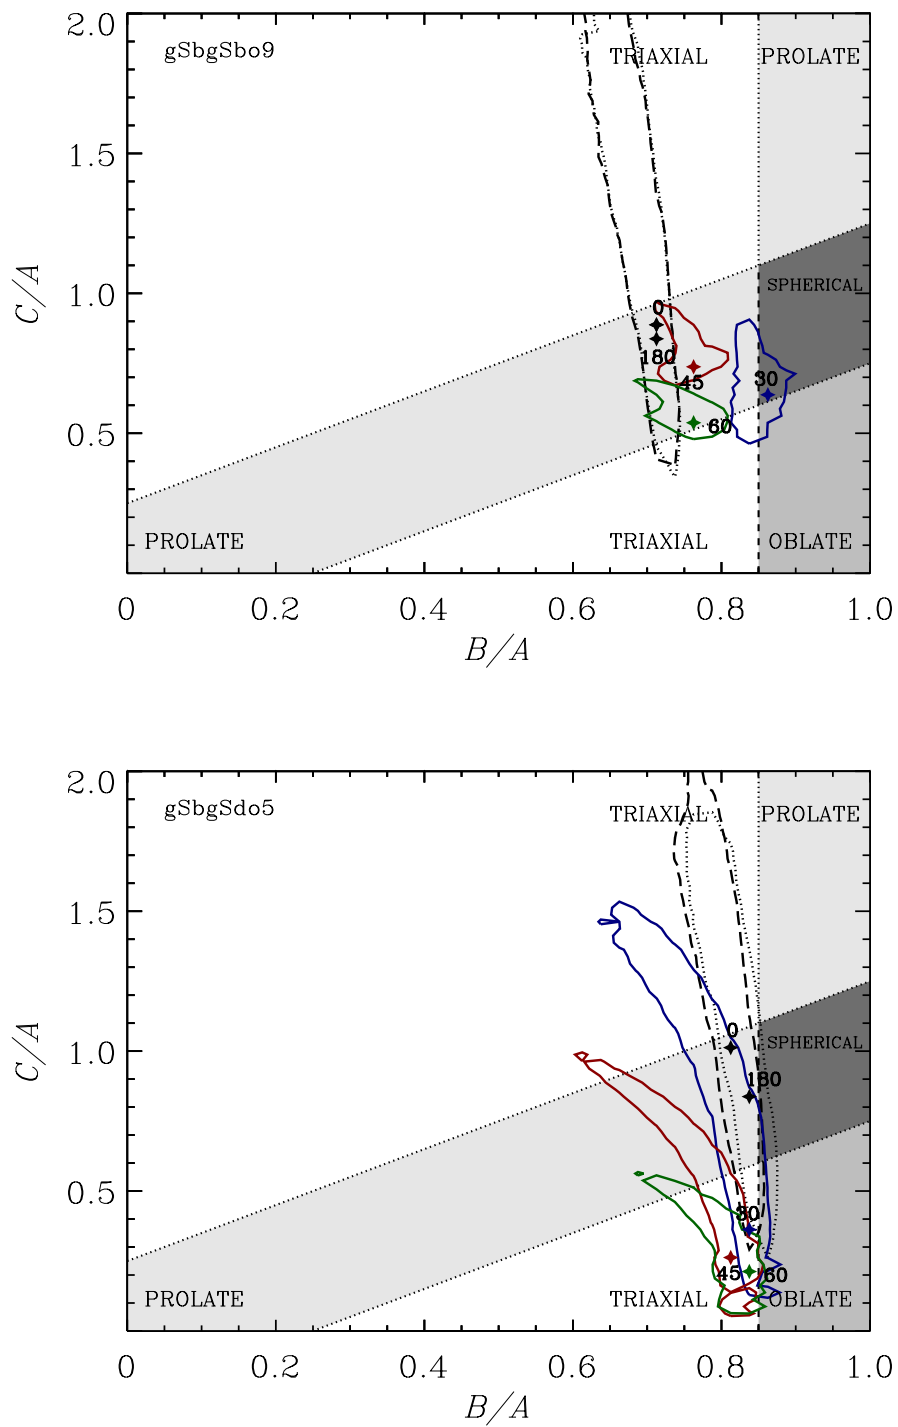 2.0
gSbgSbo9
TRIAXIAL
PROLATE
1.5
SPHERICAL
1.0
0
180
45
30
60
C/A
0.5
PROLATE
TRIAXIAL
OBLATE
0
0.2
0.4
0.6
0.8
1.0
B/A
2.0
gSbgSdo5
TRIAXIAL
PROLATE
1.5
C/A
0
SPHERICAL
1.0
180
0.5
30
45
60
PROLATE
TRIAXIAL
OBLATE
0
0.2
0.4
0.6
0.8
1.0
B/A